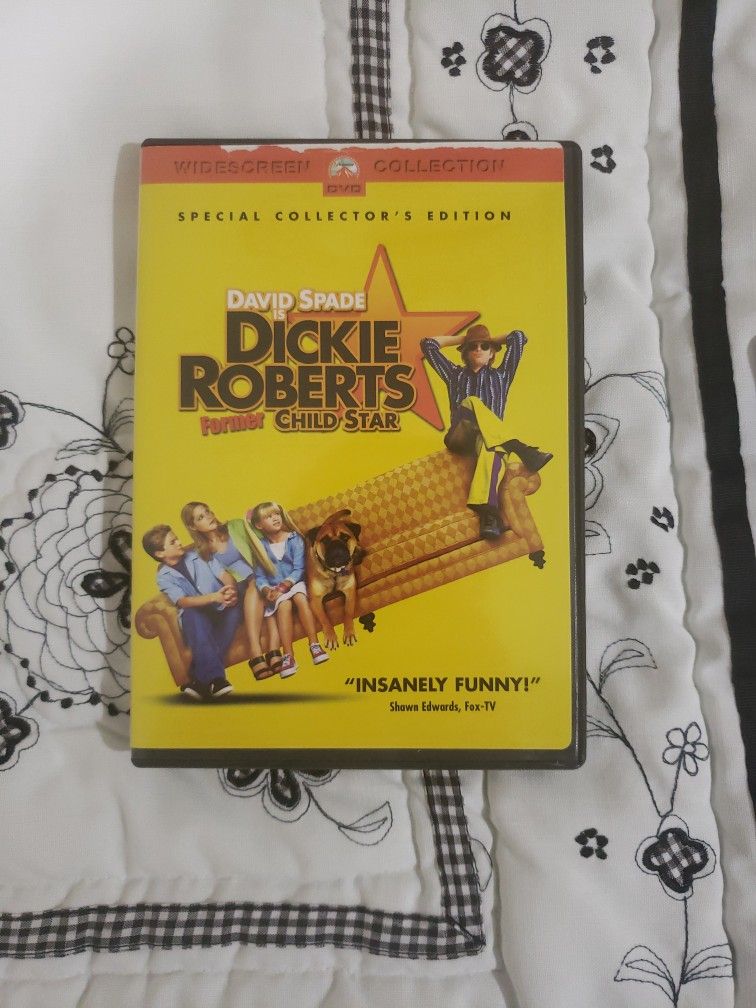 WIDESCREEN COLLECTION
DVD
SPECIAL COLLECTOR'S EDITION
DAVID SPADE
IS
DICKIE
ROBERTS
Former CHILD STAR
"INSANELY FUNNY!"
Shawn Edwards, Fox-TV